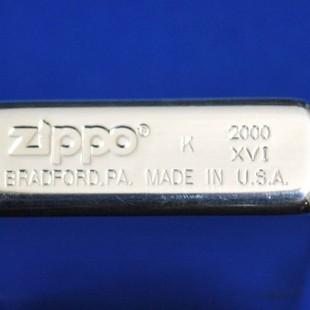 zippo® K 2000
XVI
BRADFORD,PA. MADE IN U.S.A.